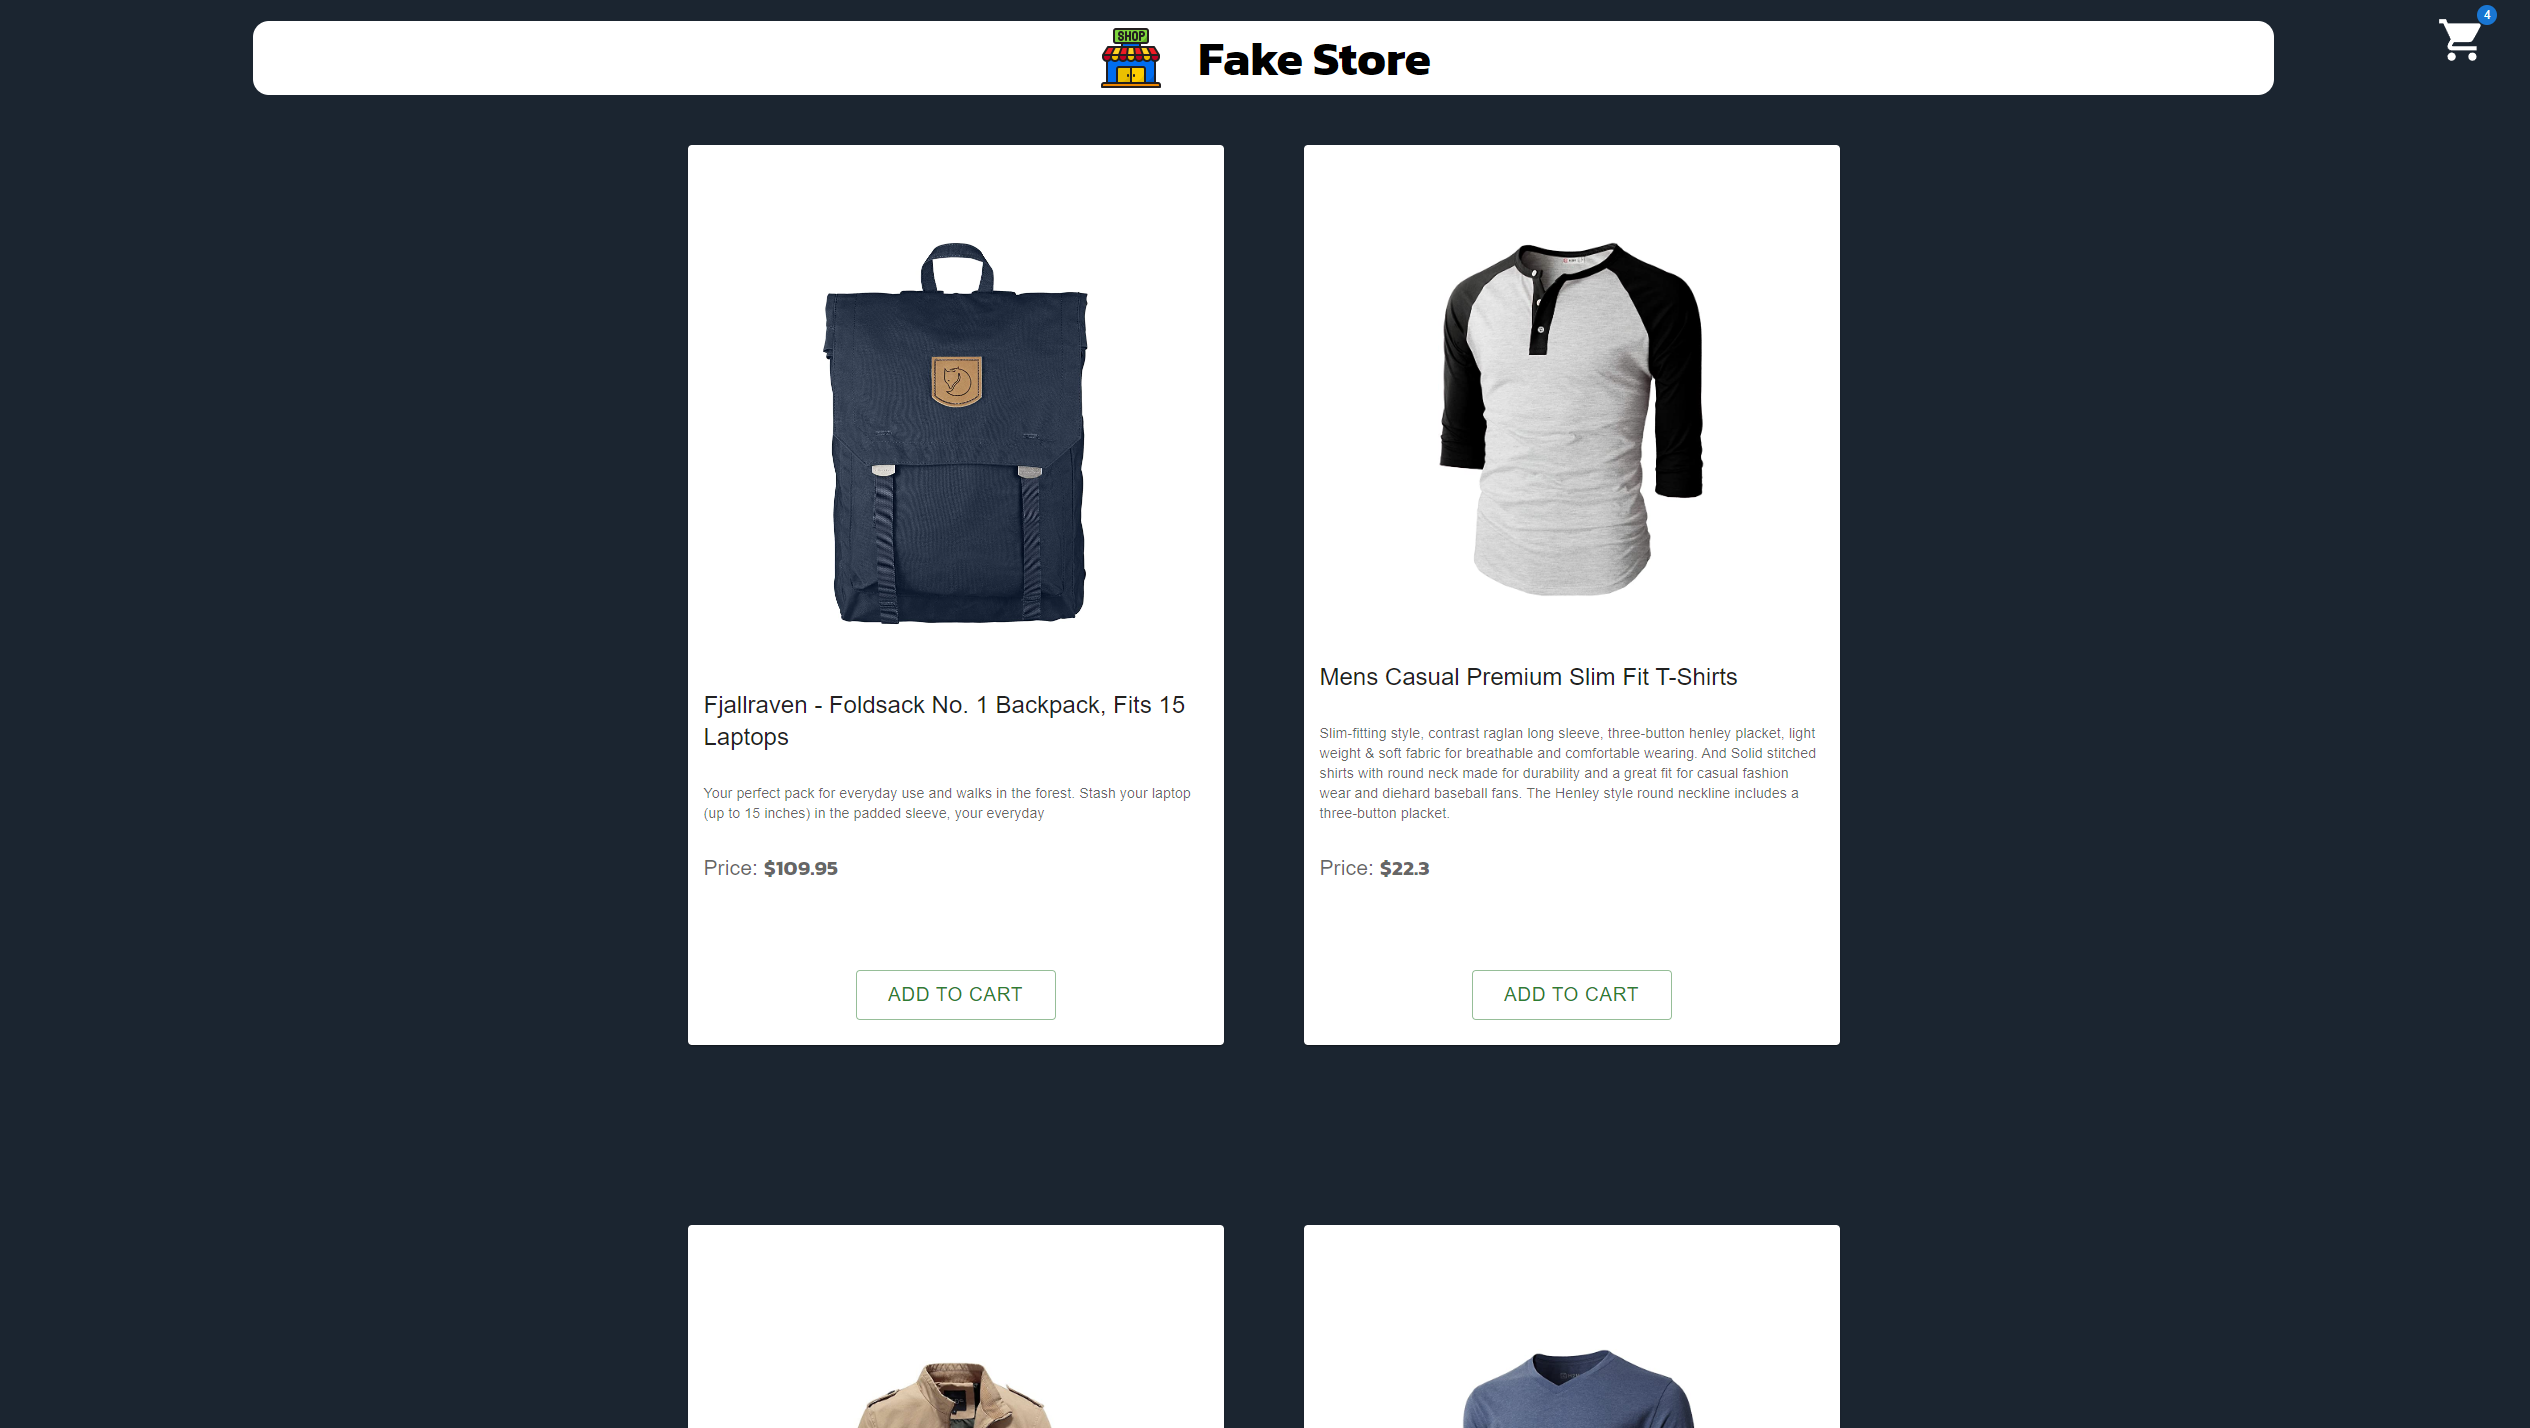 SHOP
Fake Store
4
Fjallraven - Foldsack No. 1 Backpack, Fits 15
Laptops
Your perfect pack for everyday use and walks in the forest. Stash your laptop
(up to 15 inches) in the padded sleeve, your everyday
Price: $109.95
ADD TO CART
Mens Casual Premium Slim Fit T-Shirts
Slim-fitting style, contrast raglan long sleeve, three-button henley placket, light
weight & soft fabric for breathable and comfortable wearing. And Solid stitched
shirts with round neck made for durability and a great fit for casual fashion
wear and diehard baseball fans. The Henley style round neckline includes a
three-button placket.
Price: $22.3
ADD TO CART